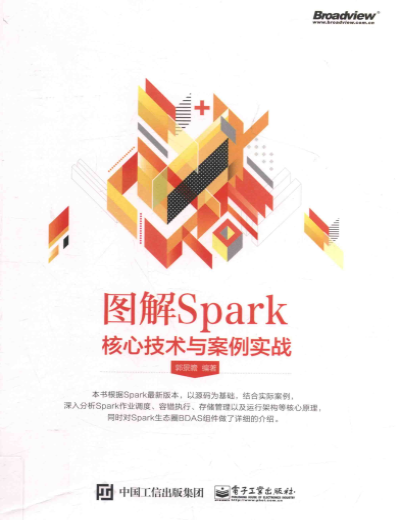 Broadview®
www.broadview.com.cn
图解Spark
核心技术与案例实战
郭景瞻 编著
本书根据Spark最新版本，以源码为基础、结合实际案例，
深入分析Spark作业调度、容错执行、存储管理以及运行架构等核心原理，
同时对Spark生态圈BDAS组件做了详细的介绍。
中国工信出版集团
电子工业出版社